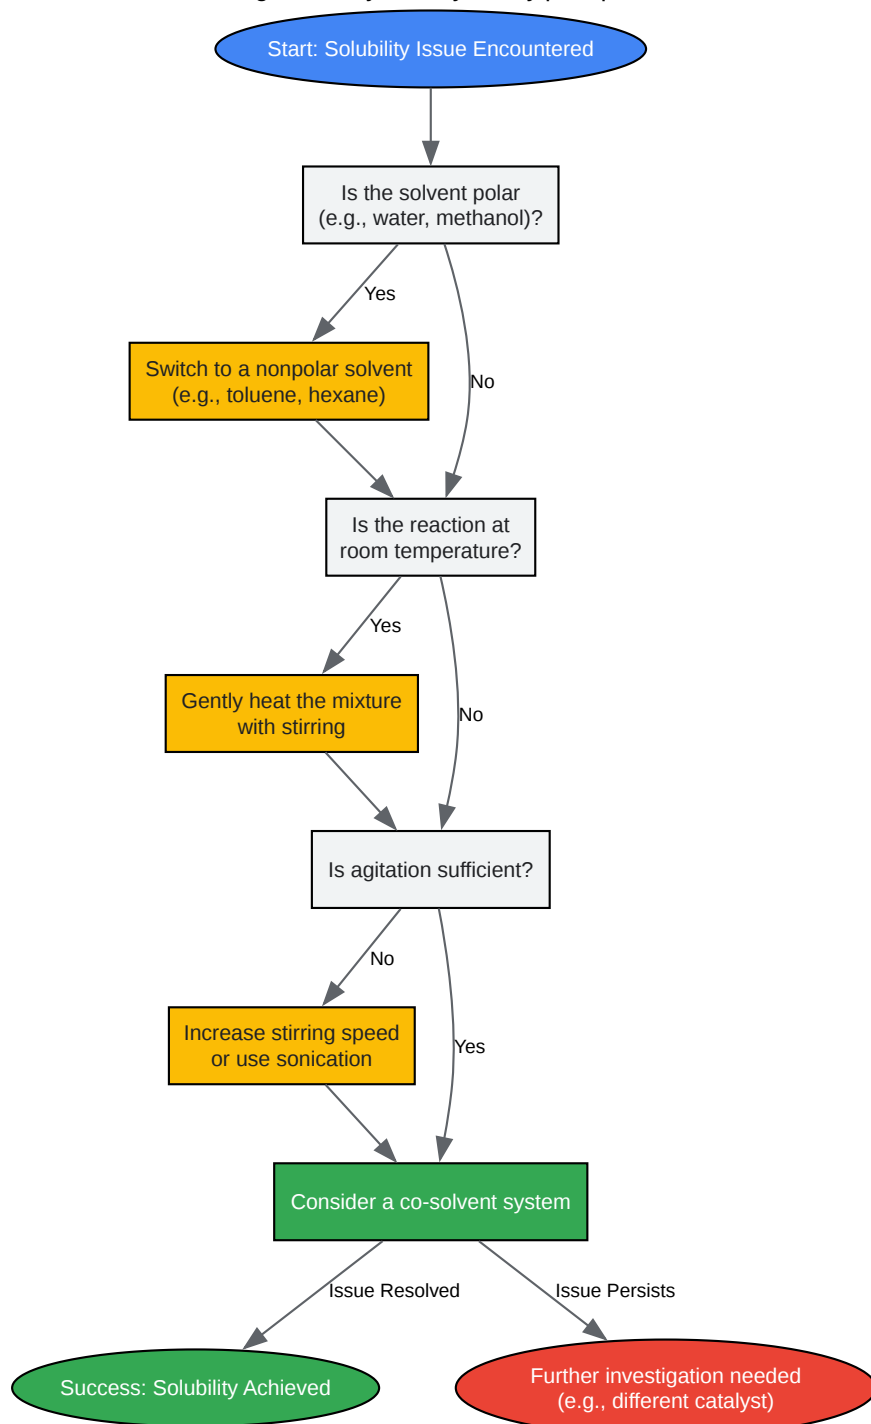 Start: Solubility Issue Encountered
Is the solvent polar
(e.g., water, methanol)?
Yes
No
Switch to a nonpolar solvent
(e.g., toluene, hexane)
Is the reaction at
room temperature?
Yes
No
Gently heat the mixture
with stirring
Is agitation sufficient?
No
Yes
Increase stirring speed
or use sonication
Consider a co-solvent system
Issue Resolved
Issue Persists
Success: Solubility Achieved
Further investigation needed
(e.g., different catalyst)